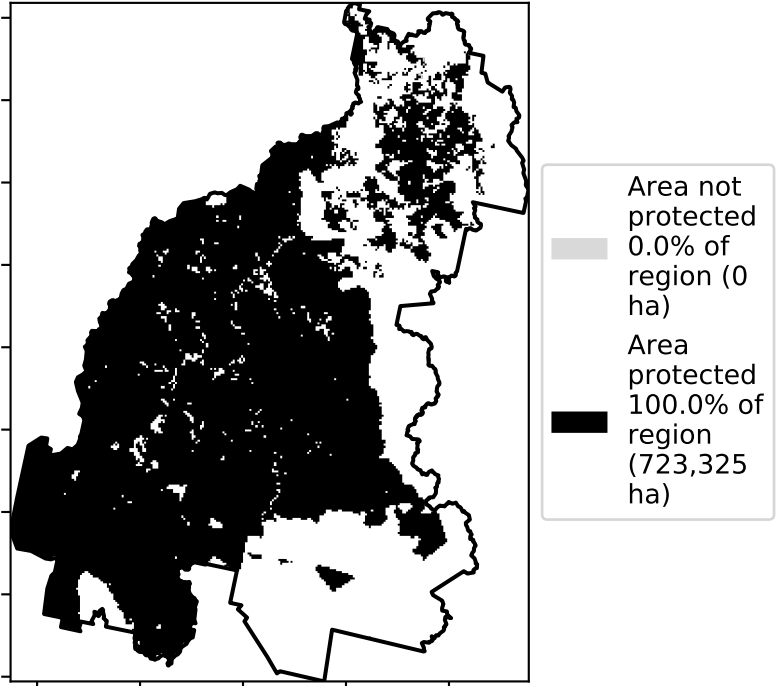 Area not
protected
0.0% of
region (0
ha)
Area
protected
100.0% of
region
(723,325
ha)